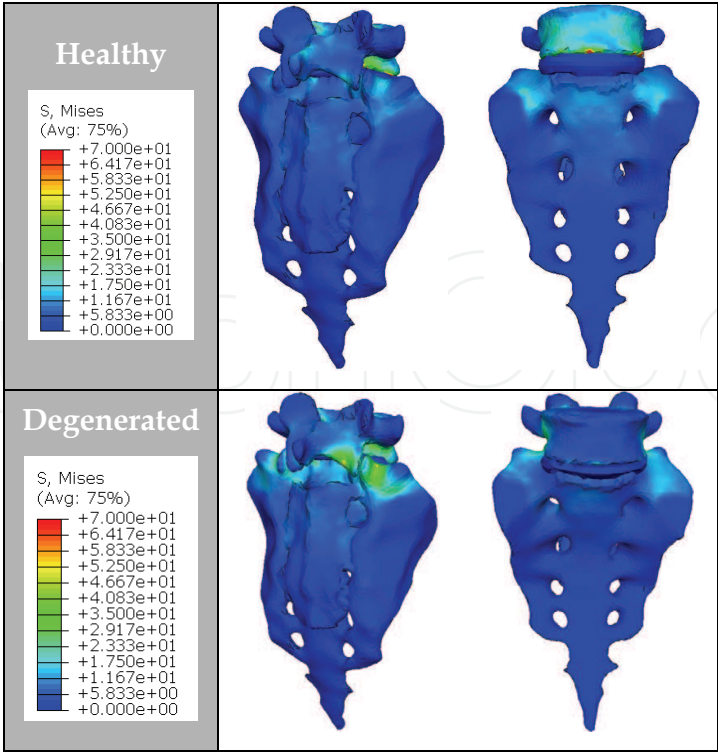 Healthy
S, Mises
(Avg: 75%)
+7.000e+01
+6.417e+01
+5.833e+01
+5.250e+01
+4.667e+01
+4.083e+01
+3.500e+01
+2.917e+01
+2.333e+01
+1.750e+01
+1.167e+01
+5.833e+00
+0.000e+00
Degenerated
S, Mises
(Avg: 75%)
+7.000e+01
+6.417e+01
+5.833e+01
+5.250e+01
+4.667e+01
+4.083e+01
+3.500e+01
+2.917e+01
+2.333e+01
+1.750e+01
+1.167e+01
+5.833e+00
+0.000e+00